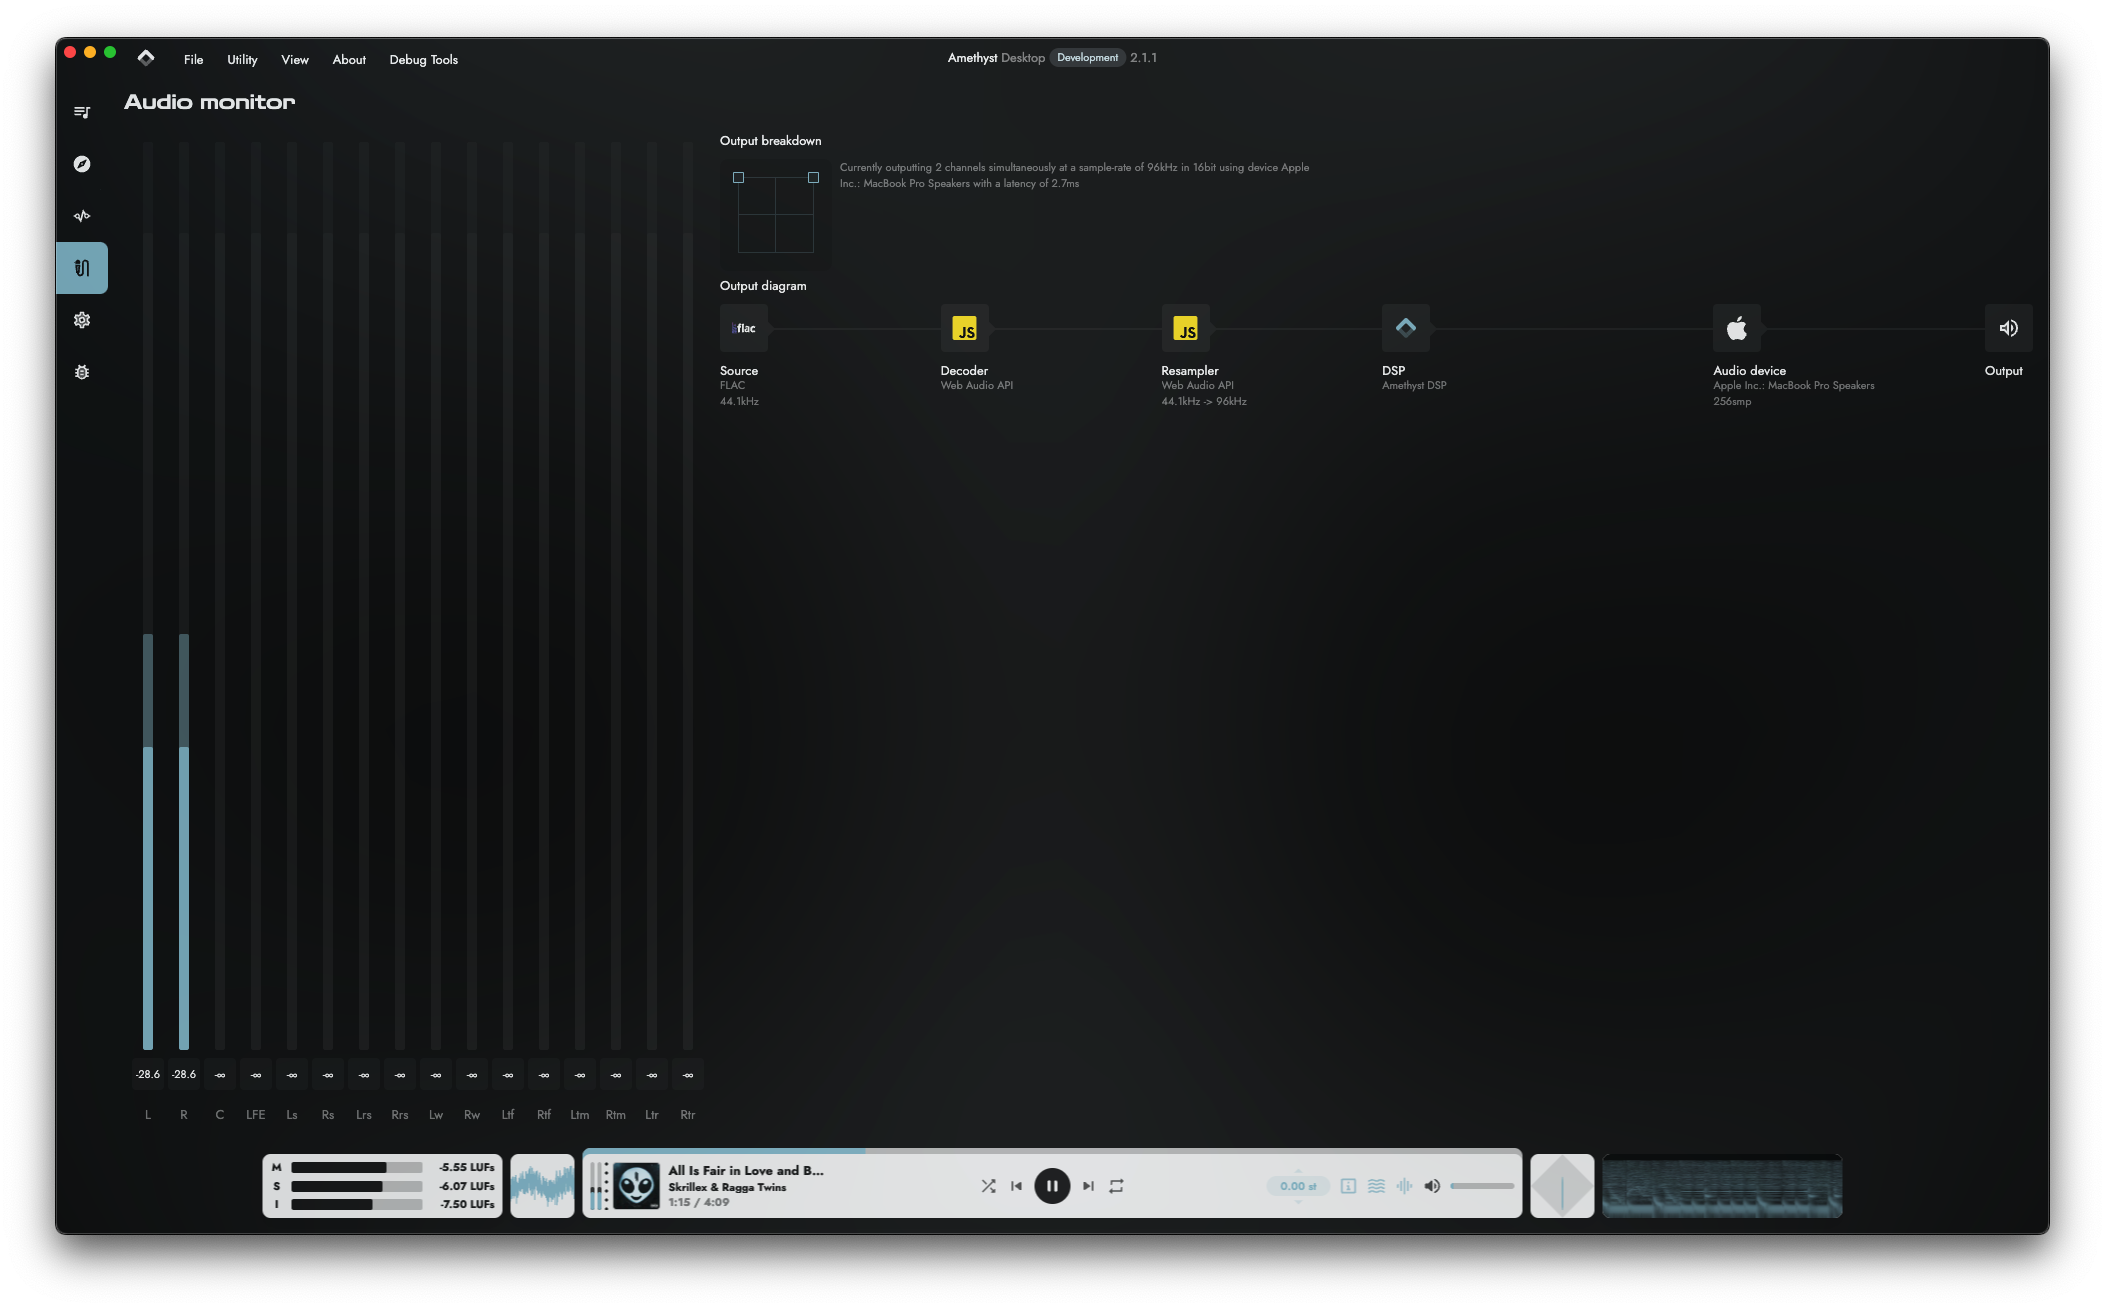 File Utility View About Debug Tools
Amethyst Desktop Development 2.1.1
Audio monitor
Output breakdown
Currently outputting 2 channels simultaneously at a sample-rate of 96kHz in 16bit using device Apple
Inc.: MacBook Pro Speakers with a latency of 2.7ms
Output diagram
flac JS JS
Source Decoder Resampler DSP Audio device Output
FLAC Web Audio API Web Audio API Amethyst DSP Apple Inc.: MacBook Pro Speakers
44.1kHz 44.1kHz -> 96kHz 256smp
-28.6 -28.6 -∞ -∞ -∞ -∞ -∞ -∞ -∞ -∞ -∞ -∞ -∞ -∞ -∞ -∞
L R C LFE Ls Rs Lrs Rrs Lw Rw Ltf Rtf Ltm Rtm Ltr Rtr
M -5.55 LUFs
S -6.07 LUFs
I -7.50 LUFs
All Is Fair in Love and B...
Skrillex & Ragga Twins
1:15 / 4:09
0.00 st